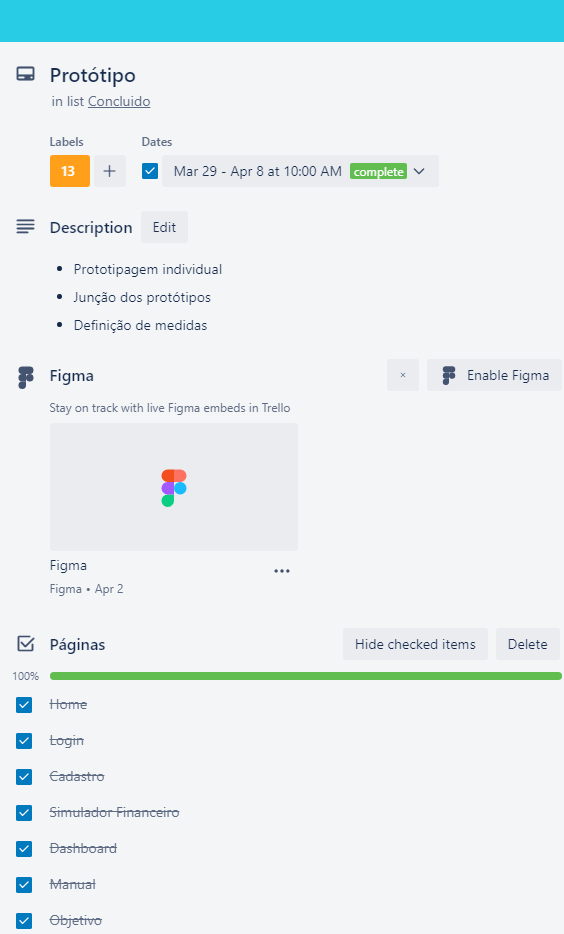 Protótipo
in list Concluido
Labels
Dates
13
+
Mar 29 - Apr 8 at 10:00 AM complete
Description
Edit
• Prototipagem individual
• Junção dos protótipos
• Definição de medidas
Figma
×
Enable Figma
Stay on track with live Figma embeds in Trello
Figma
Figma • Apr 2
Páginas
Hide checked items
Delete
100%
Home
Login
Cadastro
Simulador Financeiro
Dashboard
Manual
Objetivo